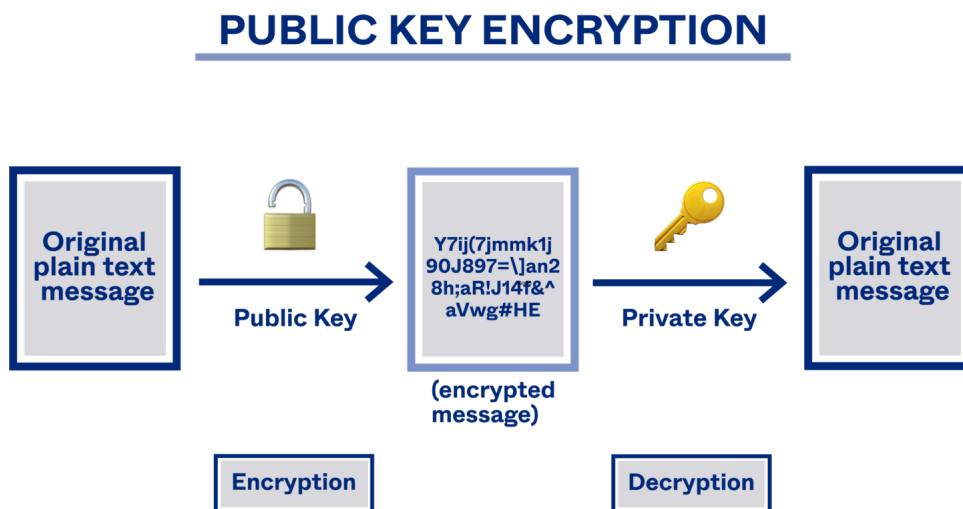 PUBLIC KEY ENCRYPTION
Original
plain text
message
Public Key
Y7ij(7jmmk1j
90J897=\]an2
8h;aR!J14f&^
aVwg#HE
(encrypted
message)
Private Key
Original
plain text
message
Encryption
Decryption